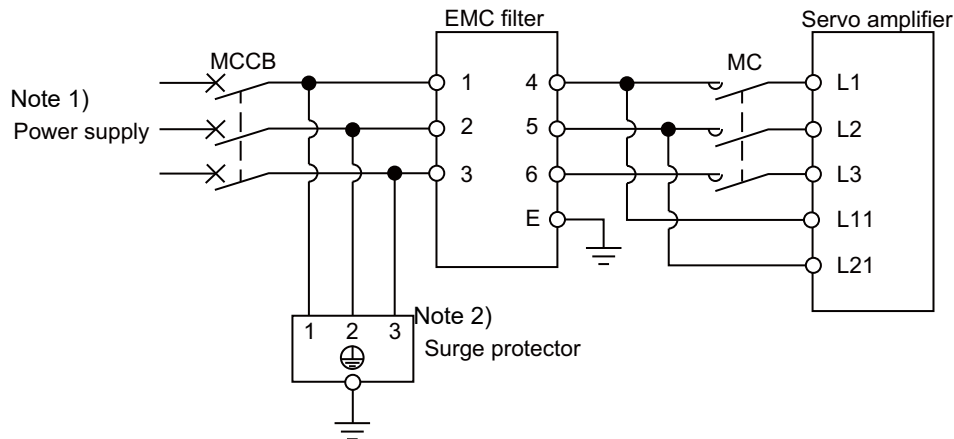 EMC filter
Servo amplifier
MCCB
MC
1
4
L1
Note 1)
Power supply
2
5
L2
3
6
L3
E
L11
L21
1 2 3
Note 2)
Surge protector